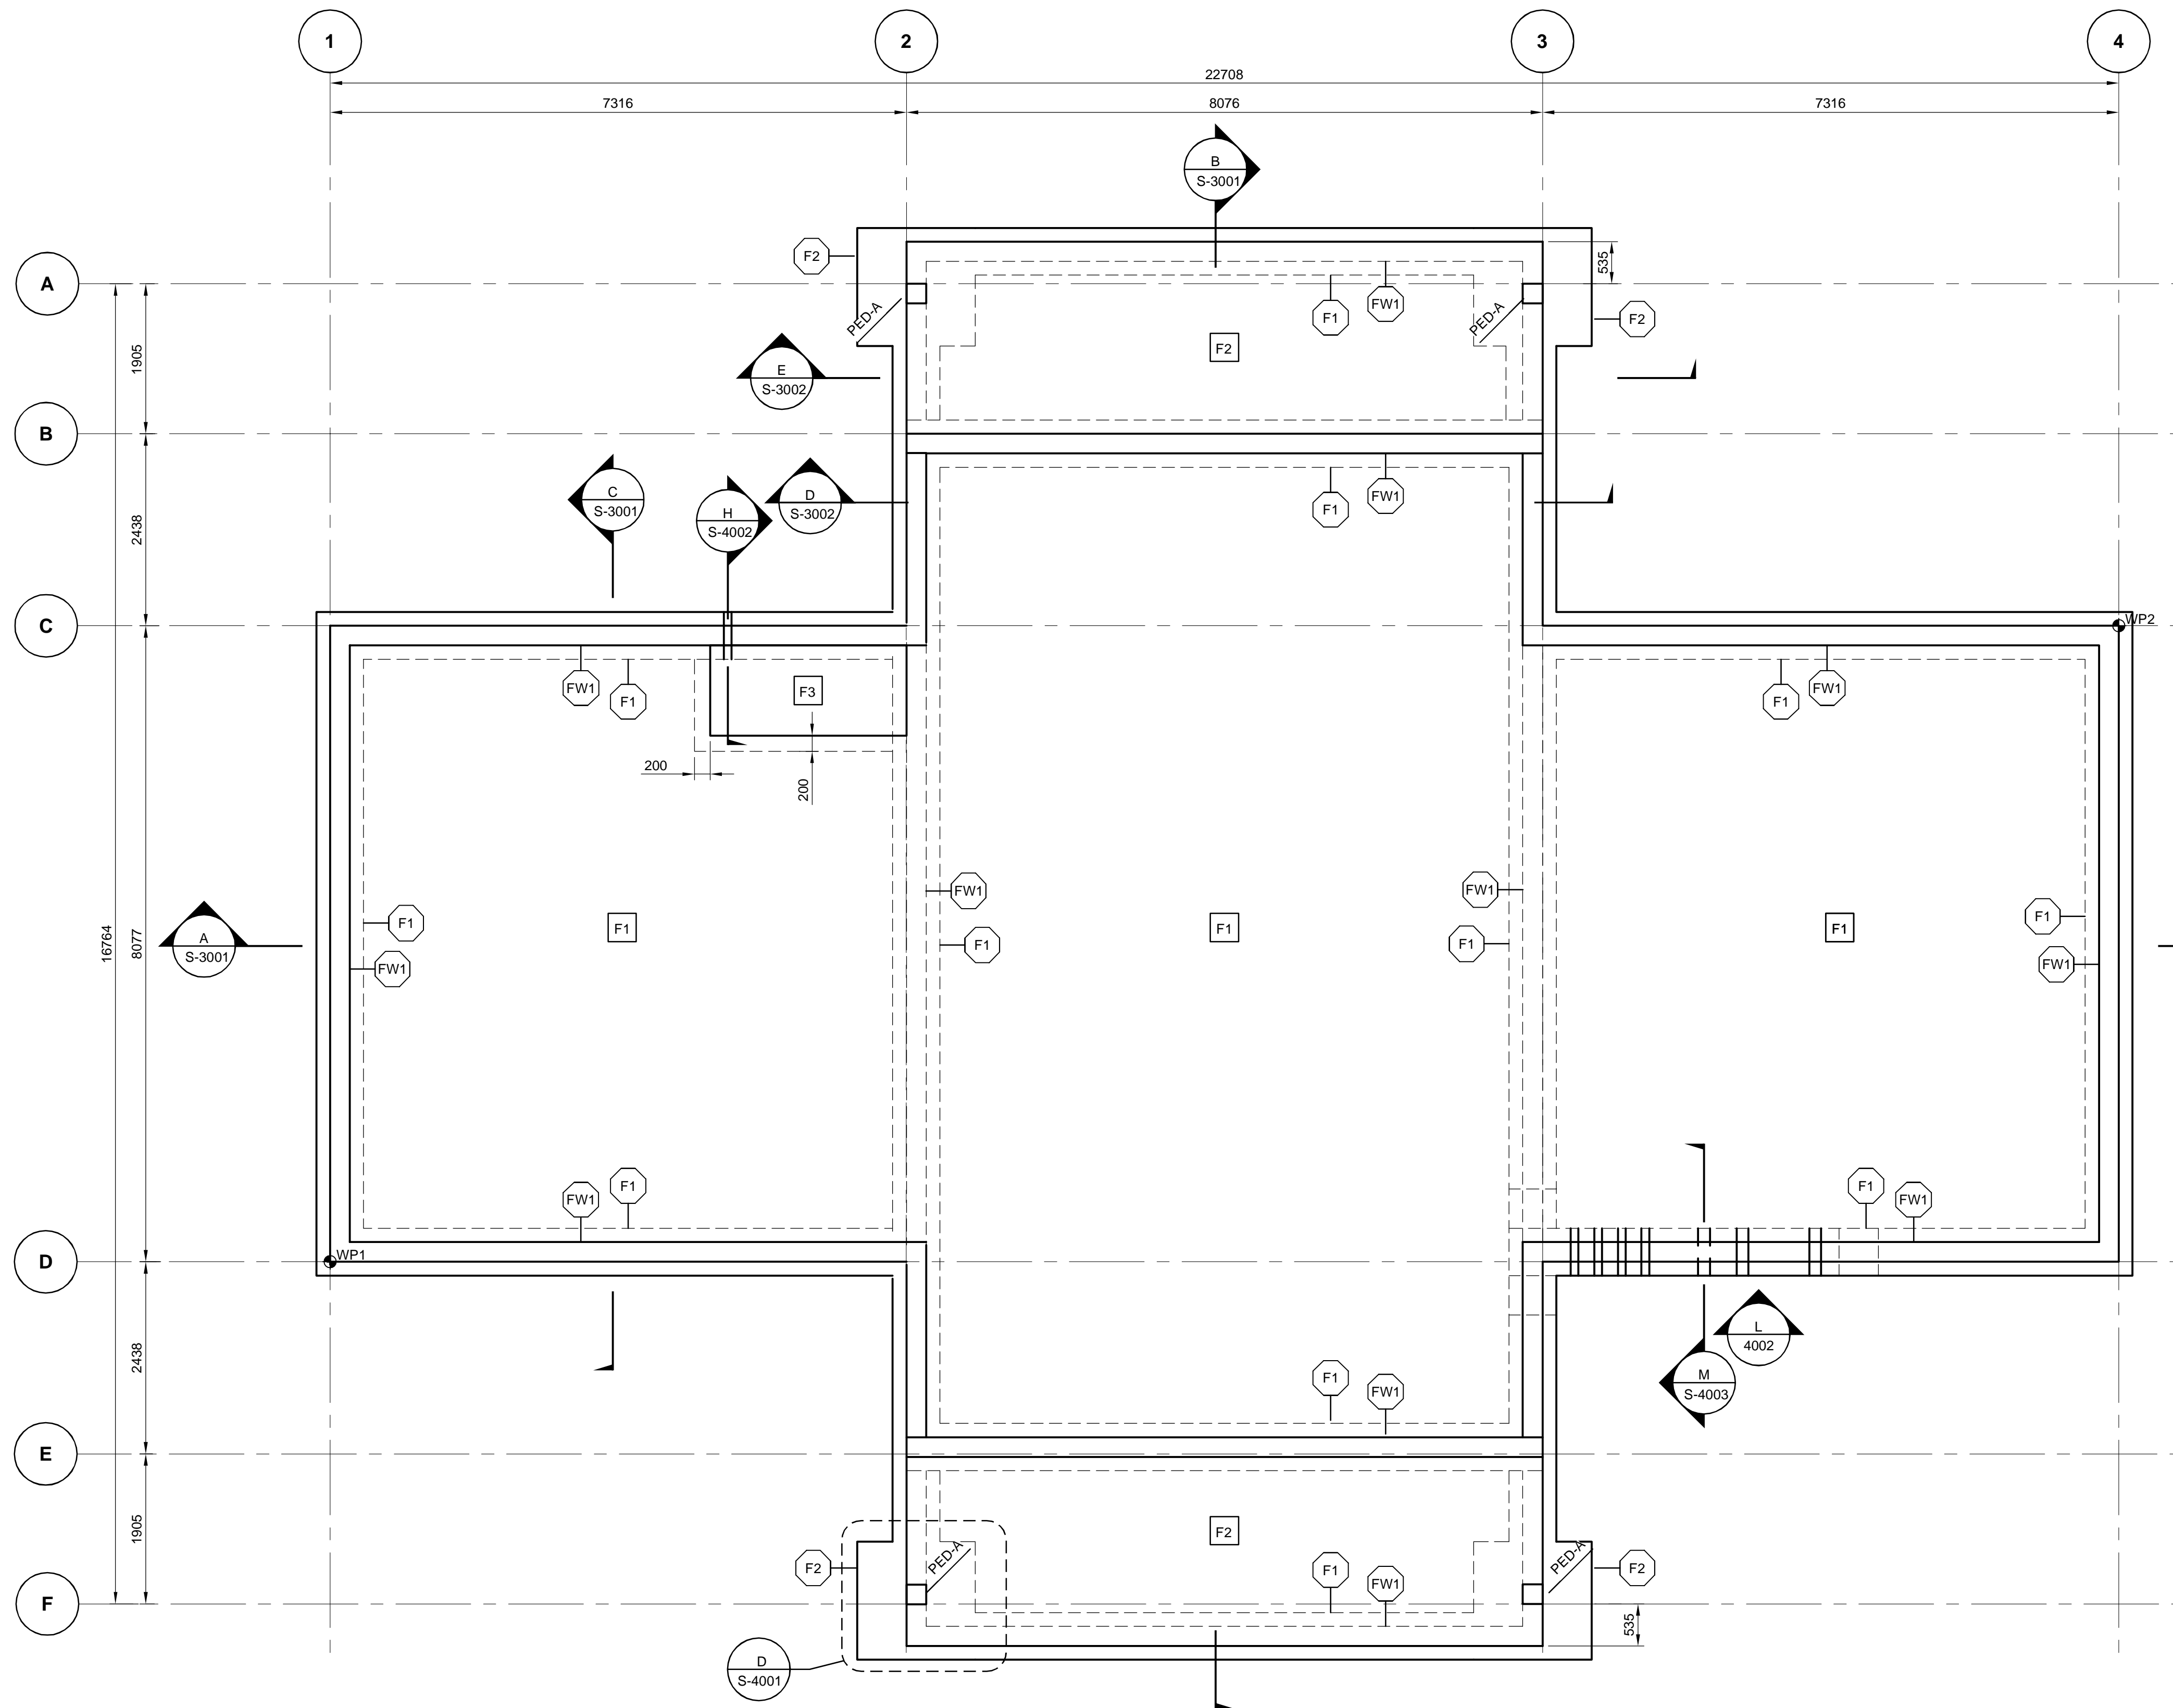 1
2
3
4
22708
7316
8076
7316
B
S-3001
F2
535
A
PED-A
F1
FW1
PED-A
F2
F2
1905
E
S-3002
B
C
S-3001
H
S-4002
D
S-3002
F1
FW1
2438
C
WP2
FW1
F1
F3
F1
FW1
200
200
FW1
F1
FW1
F1
16764
8077
A
S-3001
F1
FW1
F1
F1
F1
F1
FW1
FW1
F1
F1
FW1
D
WP1
L
4002
M
S-4003
2438
F1
FW1
E
1905
F2
PED-A
F2
F1
FW1
PED-A
F2
F
535
D
S-4001